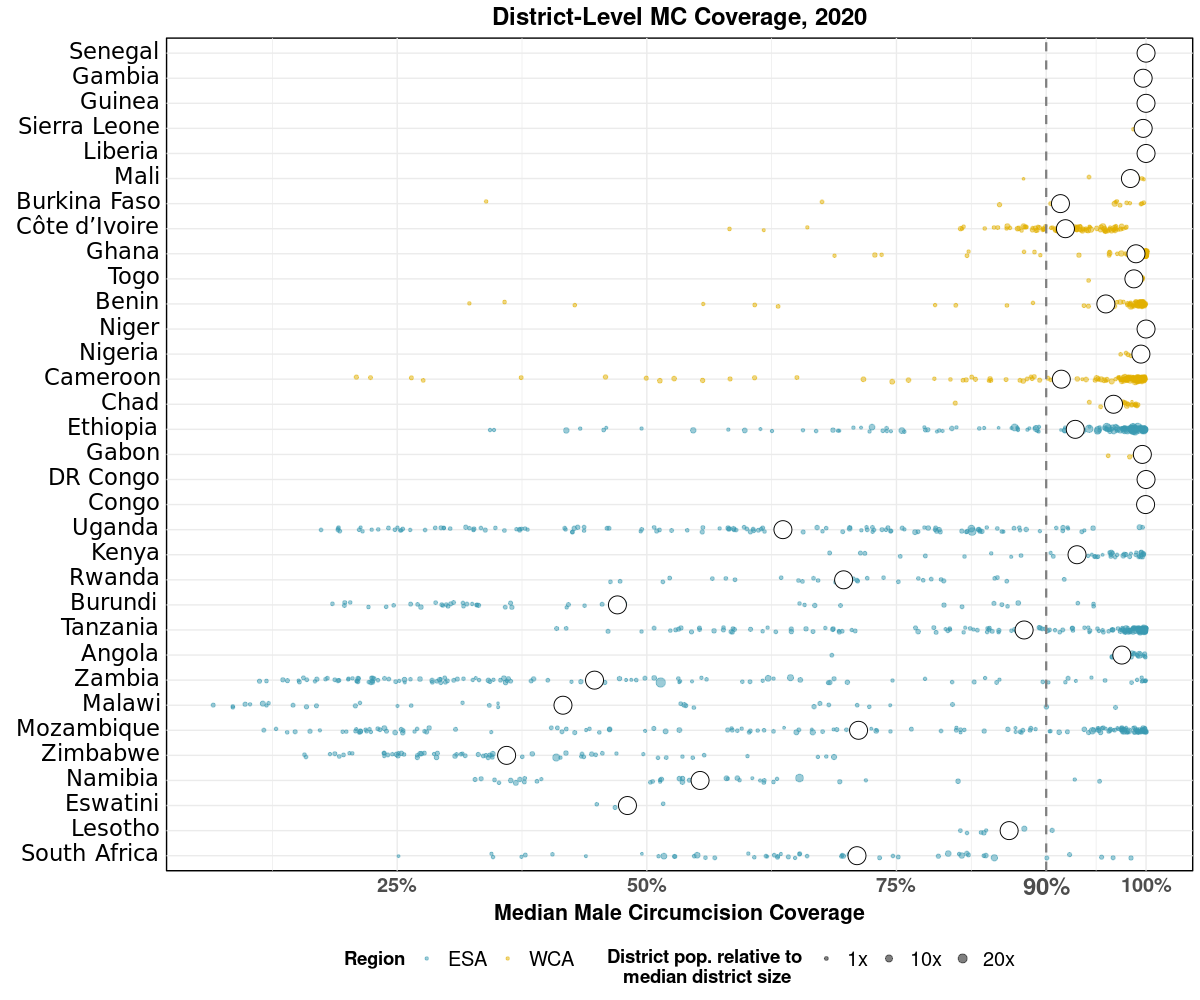 District-Level MC Coverage, 2020
Senegal
Gambia
Guinea
Sierra Leone
Liberia
Mali
Burkina Faso
Côte d’Ivoire
Ghana
Togo
Benin
Niger
Nigeria
Cameroon
Chad
Ethiopia
Gabon
DR Congo
Congo
Uganda
Kenya
Rwanda
Burundi
Tanzania
Angola
Zambia
Malawi
Mozambique
Zimbabwe
Namibia
Eswatini
Lesotho
South Africa
25% 50% 75% 90% 100%
Median Male Circumcision Coverage
Region ESA WCA
District pop. relative to
median district size
1x 10x 20x